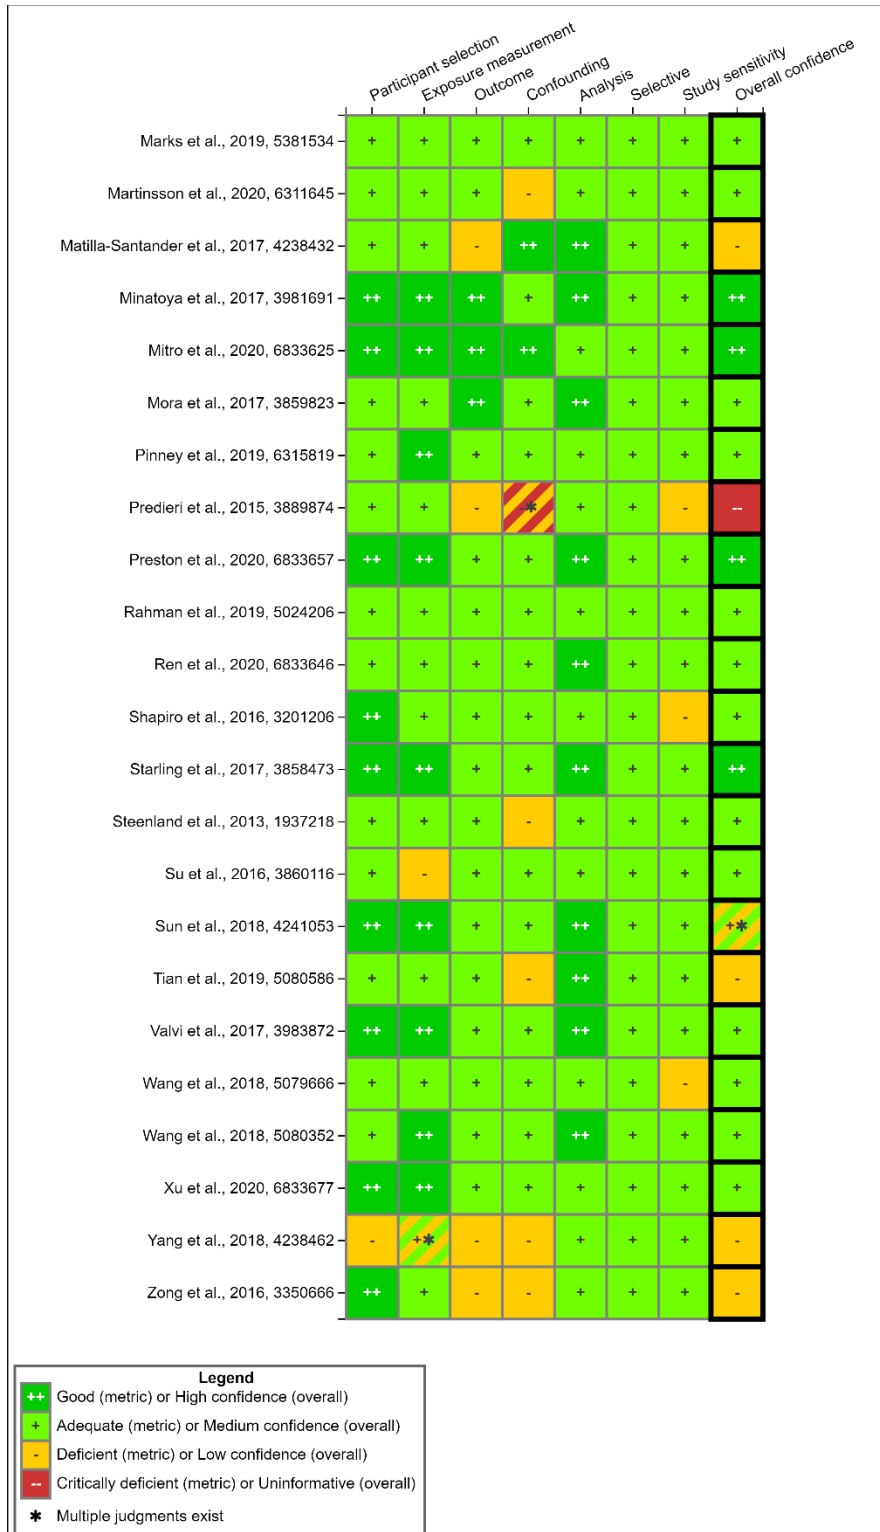 Participant selection
Exposure measurement
Outcome
Confounding
Analysis
Selective
Study sensitivity
Overall confidence
Marks et al., 2019, 5381534 + + + + + + + +
Martinsson et al., 2020, 6311645 + + + - + + + +
Matilla-Santander et al., 2017, 4238432 + + - ++ ++ + + -
Minatoya et al., 2017, 3981691 ++ ++ ++ + ++ + + ++
Mitro et al., 2020, 6833625 ++ ++ ++ ++ + + + ++
Mora et al., 2017, 3859823 + + ++ + ++ + + +
Pinney et al., 2019, 6315819 + ++ + + + + + +
Predieri et al., 2015, 3889874 + + - -✱ + + - --
Preston et al., 2020, 6833657 ++ ++ + + ++ + + ++
Rahman et al., 2019, 5024206 + + + + + + + +
Ren et al., 2020, 6833646 + + + + ++ + + +
Shapiro et al., 2016, 3201206 ++ + + + + + - +
Starling et al., 2017, 3858473 ++ ++ + + ++ + + ++
Steenland et al., 2013, 1937218 + + + - + + + +
Su et al., 2016, 3860116 + - + + + + + +
Sun et al., 2018, 4241053 ++ ++ + + ++ + + +✱
Tian et al., 2019, 5080586 + + + - ++ + + -
Valvi et al., 2017, 3983872 ++ ++ + + ++ + + +
Wang et al., 2018, 5079666 + + + + + + - +
Wang et al., 2018, 5080352 + ++ + + ++ + + +
Xu et al., 2020, 6833677 ++ ++ + + + + + +
Yang et al., 2018, 4238462 - +✱ - - + + + -
Zong et al., 2016, 3350666 ++ + - - + + + -
Legend
++ Good (metric) or High confidence (overall)
+ Adequate (metric) or Medium confidence (overall)
- Deficient (metric) or Low confidence (overall)
-- Critically deficient (metric) or Uninformative (overall)
✱ Multiple judgments exist